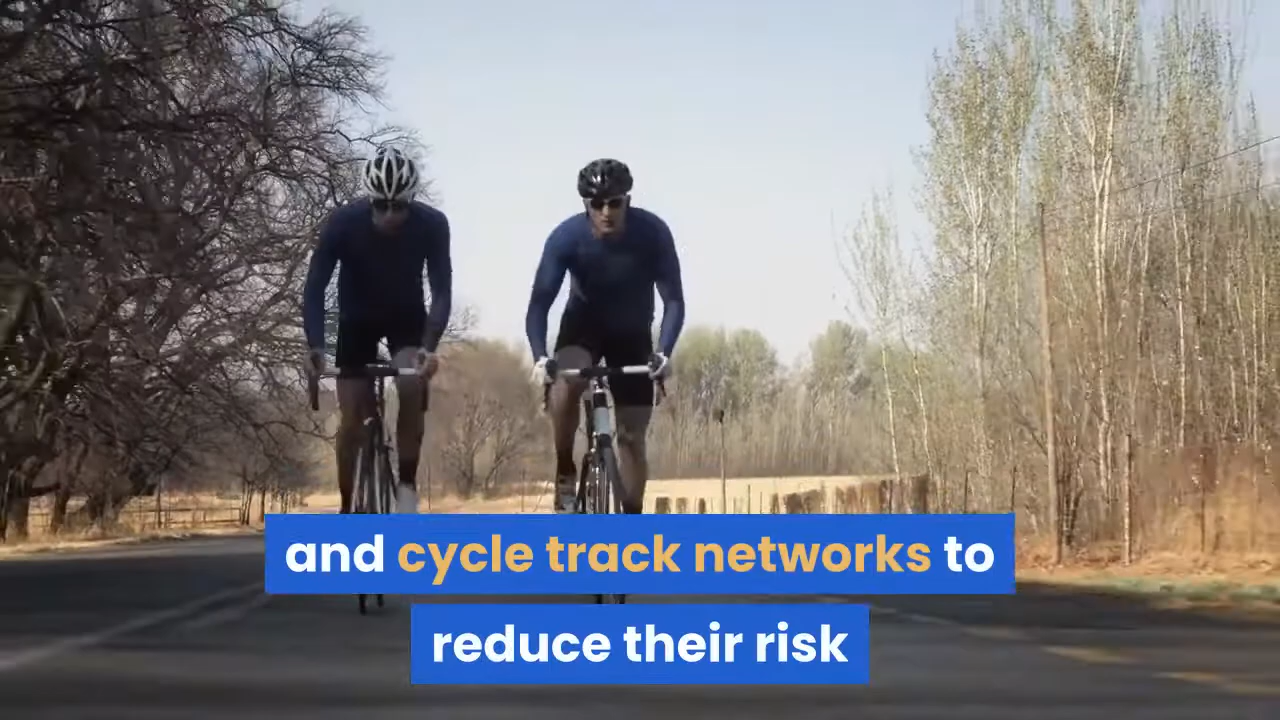 and cycle track networks to
reduce their risk